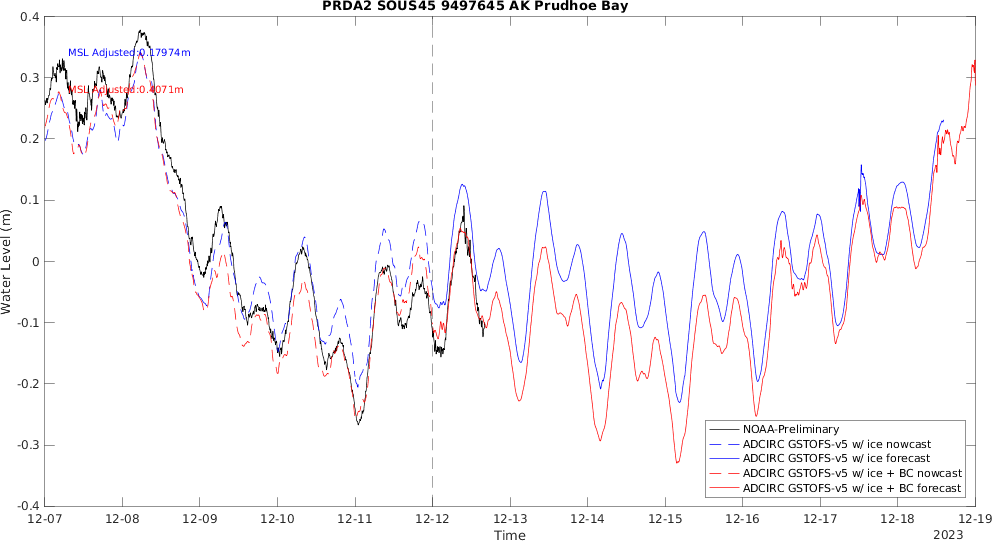 PRDA2 SOUS45 9497645 AK Prudhoe Bay
0.4
0.3
0.2
0.1
0
-0.1
-0.2
-0.3
-0.4
Water Level (m)
MSL Adjusted:0.17974m
MSL Adjusted:0.4071m
NOAA-Preliminary
ADCIRC GSTOFS-v5 w/ ice nowcast
ADCIRC GSTOFS-v5 w/ ice forecast
ADCIRC GSTOFS-v5 w/ ice + BC nowcast
ADCIRC GSTOFS-v5 w/ ice + BC forecast
12-07 12-08 12-09 12-10 12-11 12-12 12-13 12-14 12-15 12-16 12-17 12-18 12-19
Time
2023